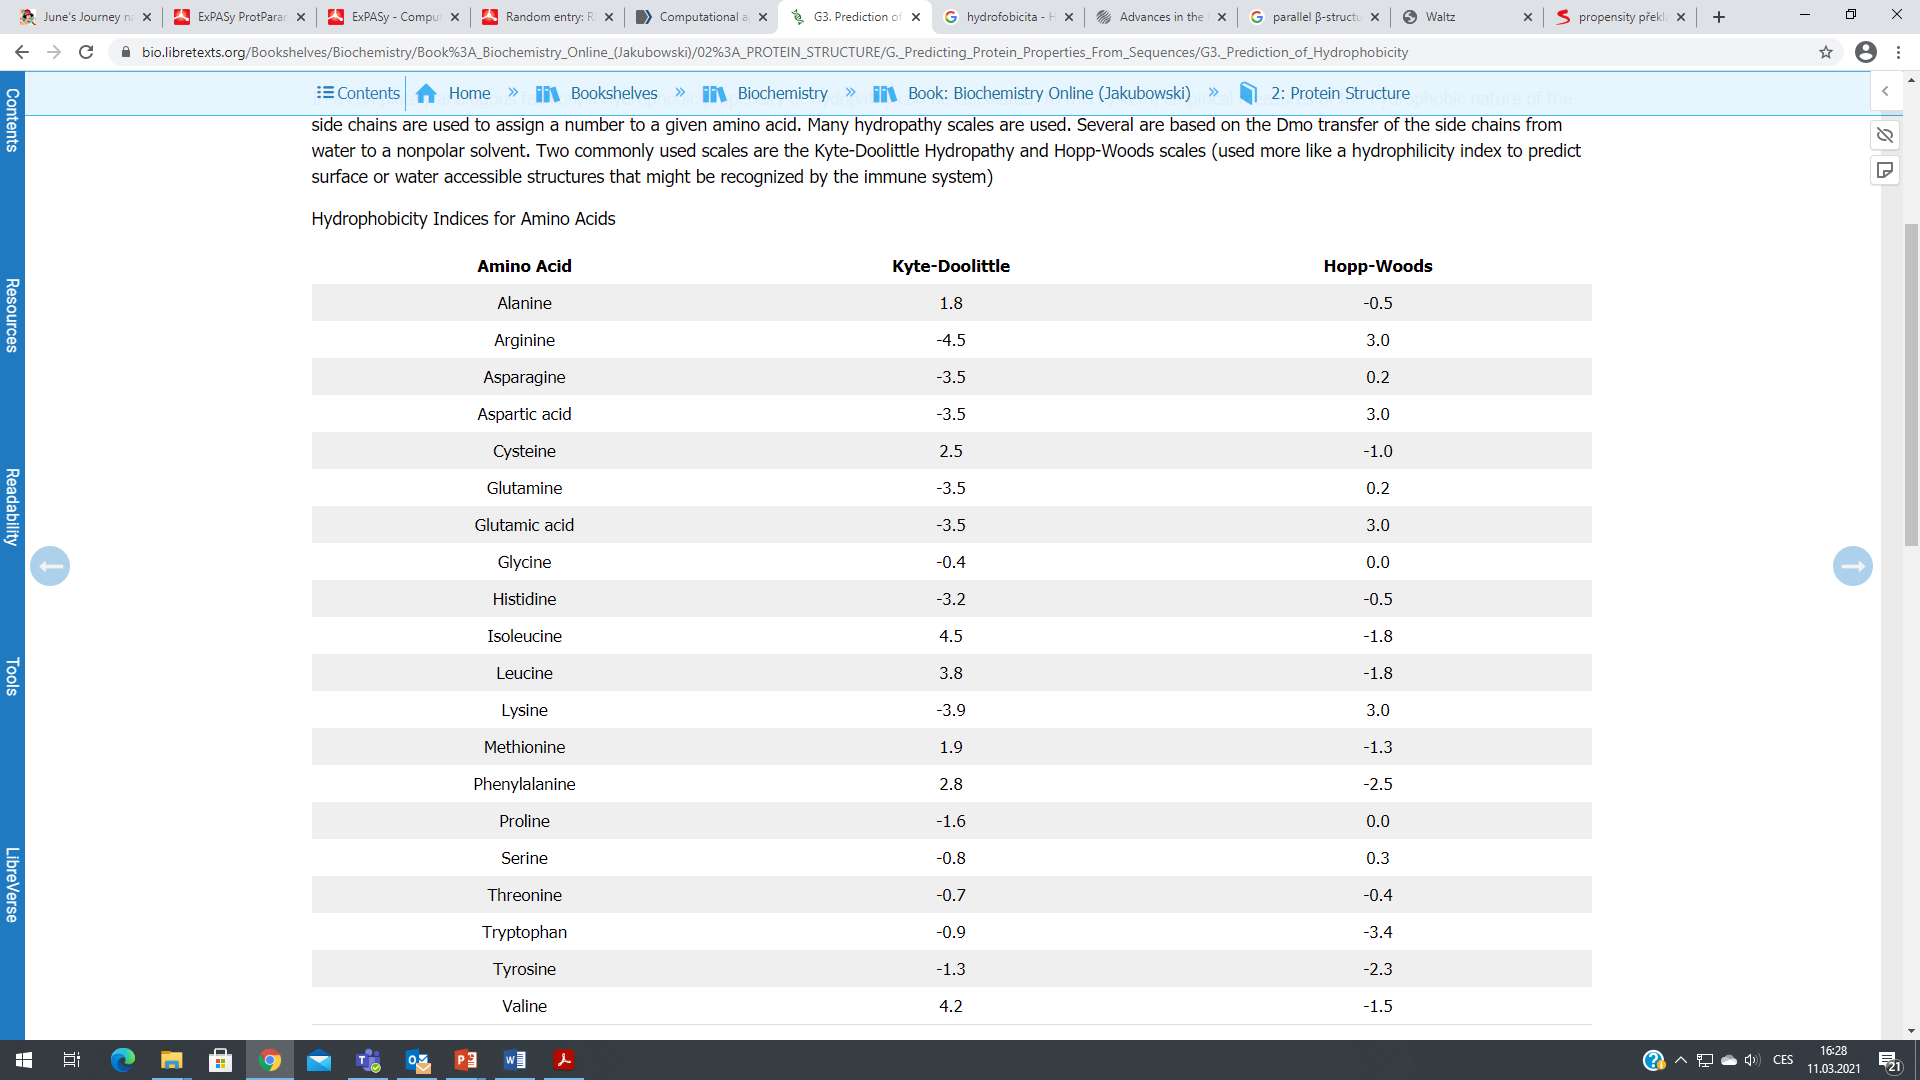 June's Journey na
ExPASy ProtParam
ExPASy - Comput
Random entry: R
Computational a
G3. Prediction of
hydrofobicita - H
Advances in the
parallel β-structu
Waltz
propensity překl
bio.libretexts.org/Bookshelves/Biochemistry/Book%3A_Biochemistry_Online_(Jakubowski)/02%3A_PROTEIN_STRUCTURE/G._Predicting_Protein_Properties_From_Sequences/G3._Prediction_of_Hydrophobicity
Contents Home » Bookshelves » Biochemistry » Book: Biochemistry Online (Jakubowski) » 2: Protein Structure
side chains are used to assign a number to a given amino acid. Many hydropathy scales are used. Several are based on the Dmo transfer of the side chains from
water to a nonpolar solvent. Two commonly used scales are the Kyte-Doolittle Hydropathy and Hopp-Woods scales (used more like a hydrophilicity index to predict
surface or water accessible structures that might be recognized by the immune system)
Hydrophobicity Indices for Amino Acids
Amino Acid Kyte-Doolittle Hopp-Woods
Alanine 1.8 -0.5
Arginine -4.5 3.0
Asparagine -3.5 0.2
Aspartic acid -3.5 3.0
Cysteine 2.5 -1.0
Glutamine -3.5 0.2
Glutamic acid -3.5 3.0
Glycine -0.4 0.0
Histidine -3.2 -0.5
Isoleucine 4.5 -1.8
Leucine 3.8 -1.8
Lysine -3.9 3.0
Methionine 1.9 -1.3
Phenylalanine 2.8 -2.5
Proline -1.6 0.0
Serine -0.8 0.3
Threonine -0.7 -0.4
Tryptophan -0.9 -3.4
Tyrosine -1.3 -2.3
Valine 4.2 -1.5
Contents
Resources
Readability
Tools
LibreVerse
CES
16:28
11.03.2021
21